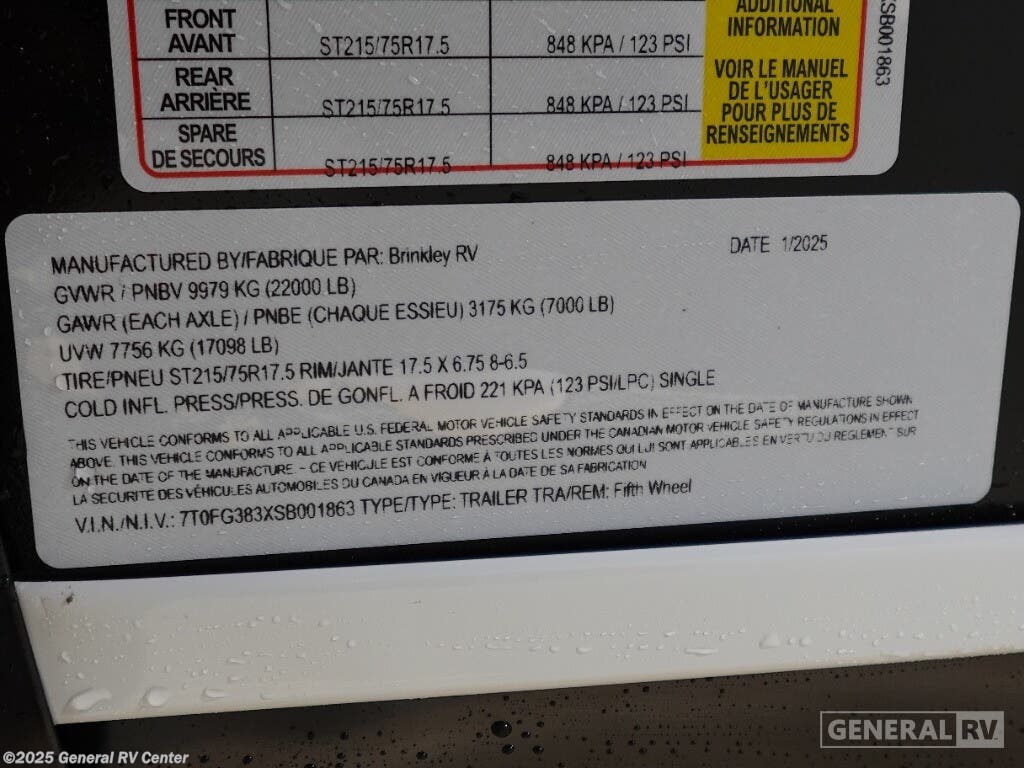 ADDITIONAL
INFORMATION
VOIR LE MANUEL
DE L'USAGER
POUR PLUS DE
RENSEIGNEMENTS
FRONT
AVANT ST215/75R17.5 848 KPA / 123 PSI
REAR
ARRIÈRE ST215/75R17.5 848 KPA / 123 PSI
SPARE
DE SECOURS ST215/75R17.5 848 KPA / 123 PSI
SB001863
MANUFACTURED BY/FABRIQUE PAR: Brinkley RV DATE 1/2025
GVWR / PNBV 9979 KG (22000 LB)
GAWR (EACH AXLE) / PNBE (CHAQUE ESSIEU) 3175 KG (7000 LB)
UVW 7756 KG (17098 LB)
TIRE/PNEU ST215/75R17.5 RIM/JANTE 17.5 X 6.75 8-6.5
COLD INFL. PRESS/PRESS. DE GONFL. A FROID 221 KPA (123 PSI/LPC) SINGLE
THIS VEHICLE CONFORMS TO ALL APPLICABLE U.S. FEDERAL MOTOR VEHICLE SAFETY STANDARDS IN EFFECT ON THE DATE OF MANUFACTURE SHOWN
ABOVE. THIS VEHICLE CONFORMS TO ALL APPLICABLE STANDARDS PRESCRIBED UNDER THE CANADIAN MOTOR VEHICLE SAFETY REGULATIONS IN EFFECT
ON THE DATE OF THE MANUFACTURE. - CE VEHICULE EST CONFORME À TOUTES LES NORMES QUI LUI SONT APPLICABLES EN VERTU DU REGLEMENT SUR
LA SECURITE DES VÉHICULES AUTOMOBILES DU CANADA EN VIGUEUR À LA DATE DE SA FABRICATION
V.I.N./N.I.V.: 7T0FG383XSB001863 TYPE/TYPE: TRAILER TRA/REM: Fifth Wheel
GENERAL RV
©2025 General RV Center